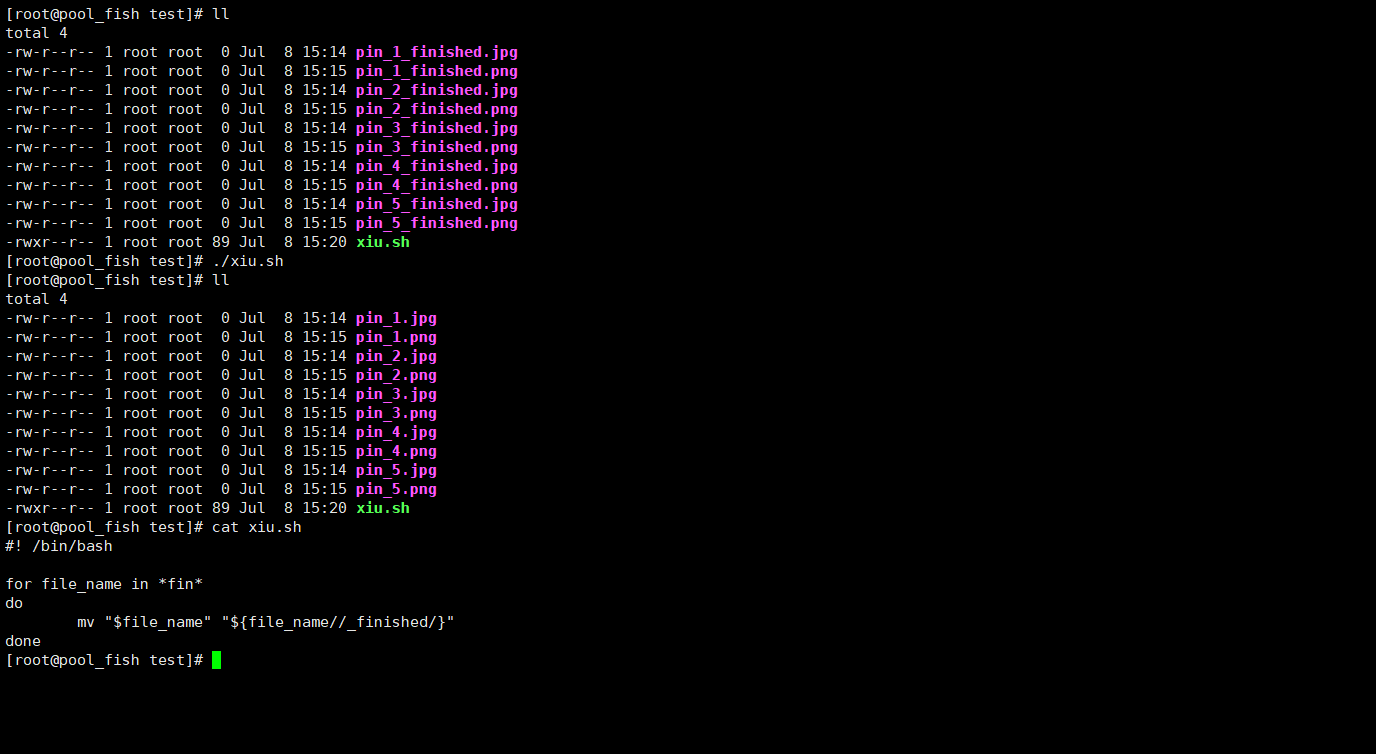 [root@pool_fish test]# ll
total 4
-rw-r--r-- 1 root root  0 Jul  8 15:14 pin_1_finished.jpg
-rw-r--r-- 1 root root  0 Jul  8 15:15 pin_1_finished.png
-rw-r--r-- 1 root root  0 Jul  8 15:14 pin_2_finished.jpg
-rw-r--r-- 1 root root  0 Jul  8 15:15 pin_2_finished.png
-rw-r--r-- 1 root root  0 Jul  8 15:14 pin_3_finished.jpg
-rw-r--r-- 1 root root  0 Jul  8 15:15 pin_3_finished.png
-rw-r--r-- 1 root root  0 Jul  8 15:14 pin_4_finished.jpg
-rw-r--r-- 1 root root  0 Jul  8 15:15 pin_4_finished.png
-rw-r--r-- 1 root root  0 Jul  8 15:14 pin_5_finished.jpg
-rw-r--r-- 1 root root  0 Jul  8 15:15 pin_5_finished.png
-rwxr--r-- 1 root root 89 Jul  8 15:20 xiu.sh
[root@pool_fish test]# ./xiu.sh
[root@pool_fish test]# ll
total 4
-rw-r--r-- 1 root root  0 Jul  8 15:14 pin_1.jpg
-rw-r--r-- 1 root root  0 Jul  8 15:15 pin_1.png
-rw-r--r-- 1 root root  0 Jul  8 15:14 pin_2.jpg
-rw-r--r-- 1 root root  0 Jul  8 15:15 pin_2.png
-rw-r--r-- 1 root root  0 Jul  8 15:14 pin_3.jpg
-rw-r--r-- 1 root root  0 Jul  8 15:15 pin_3.png
-rw-r--r-- 1 root root  0 Jul  8 15:14 pin_4.jpg
-rw-r--r-- 1 root root  0 Jul  8 15:15 pin_4.png
-rw-r--r-- 1 root root  0 Jul  8 15:14 pin_5.jpg
-rw-r--r-- 1 root root  0 Jul  8 15:15 pin_5.png
-rwxr--r-- 1 root root 89 Jul  8 15:20 xiu.sh
[root@pool_fish test]# cat xiu.sh
#! /bin/bash

for file_name in *fin*
do
        mv "$file_name" "${file_name//_finished/}"
done
[root@pool_fish test]#